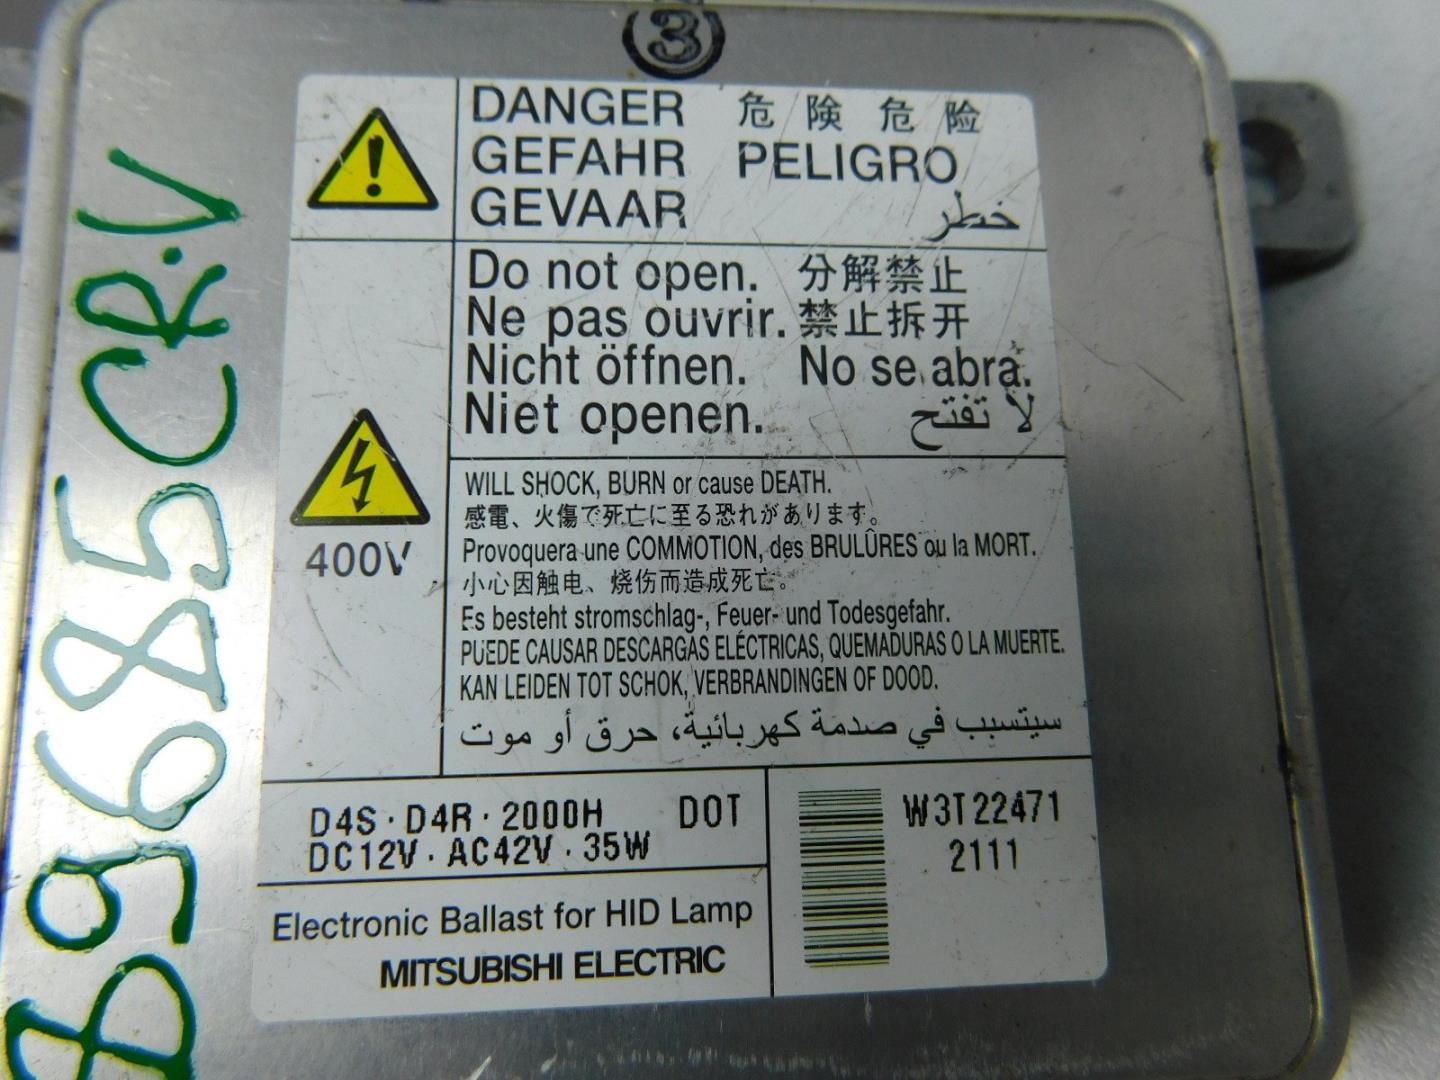 3
DANGER 危険 危险
GEFAHR PELIGRO
GEVAAR خطر
Do not open. 分解禁止
Ne pas ouvrir. 禁止拆开
Nicht öffnen. No se abra.
Niet openen. لا تفتح
400V
WILL SHOCK, BURN or cause DEATH.
感電、火傷で死亡に至る恐れがあります。
Provoquera une COMMOTION, des BRULÛRES ou la MORT.
小心因触电、烧伤而造成死亡。
Es besteht stromschlag-, Feuer- und Todesgefahr.
PUEDE CAUSAR DESCARGAS ELÉCTRICAS, QUEMADURAS O LA MUERTE.
KAN LEIDEN TOT SCHOK, VERBRANDINGEN OF DOOD.
سيتسبب في صدمة كهربائية، حرق أو موت
D4S・D4R・2000H DOT
DC12V・AC42V・35W
Electronic Ballast for HID Lamp
MITSUBISHI ELECTRIC
W3T22471
2111
89685 CR.V